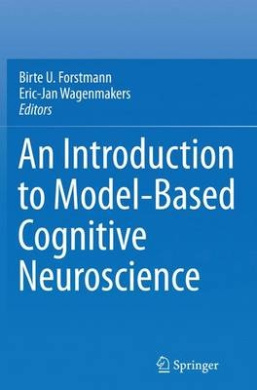 Birte U. Forstmann
Eric-Jan Wagenmakers
Editors
An Introduction
to Model-Based
Cognitive
Neuroscience
Springer